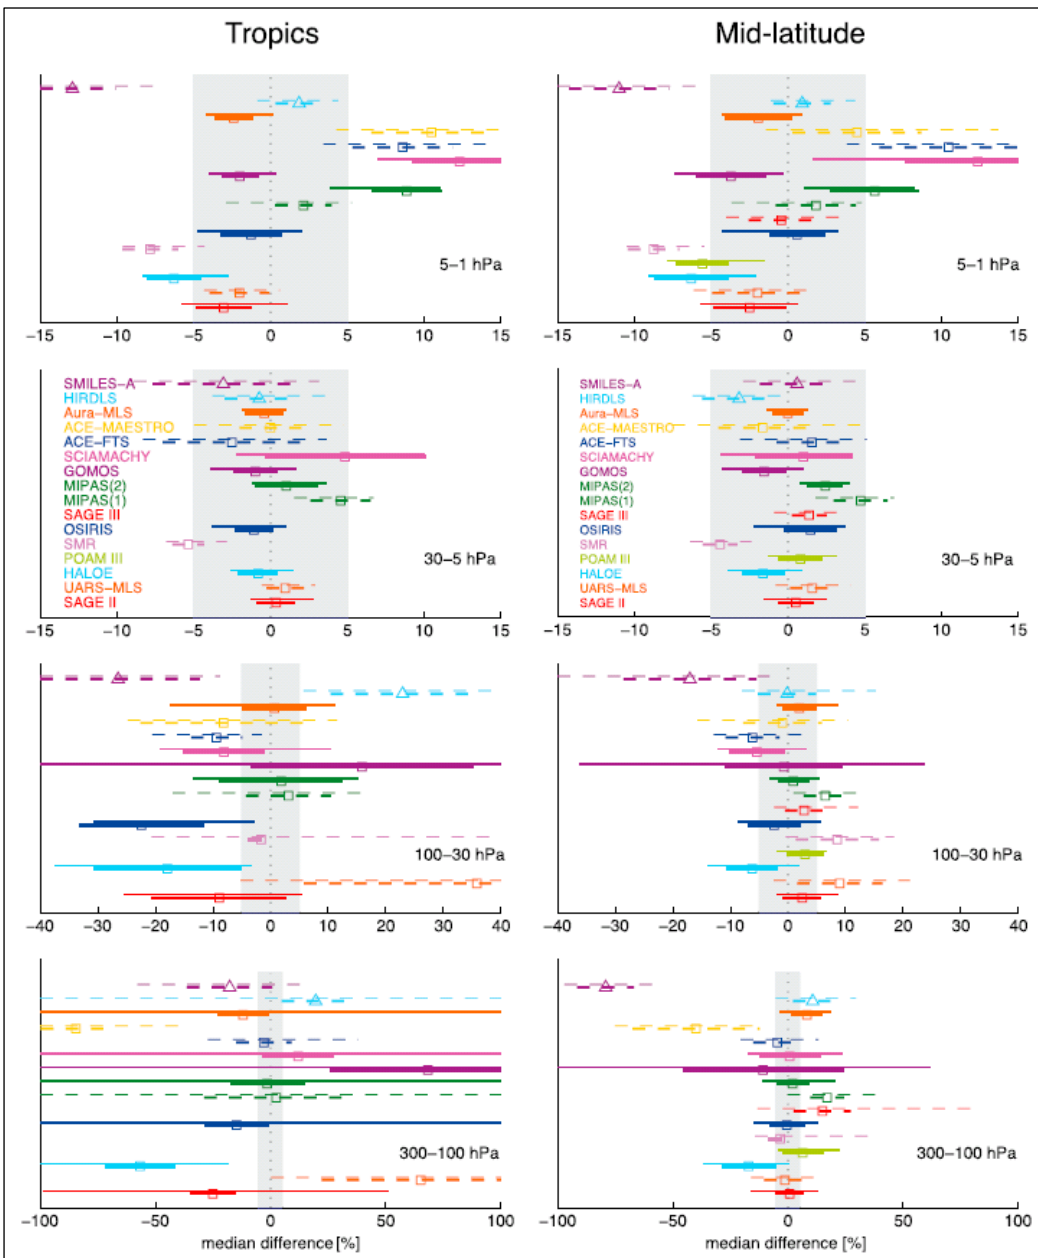 Tropics Mid-latitude
5–1 hPa 5–1 hPa
−15 −10 −5 0 5 10 15 −15 −10 −5 0 5 10 15
SMILES–A SMILES–A
HIRDLS HIRDLS
Aura–MLS Aura–MLS
ACE–MAESTRO ACE–MAESTRO
ACE–FTS ACE–FTS
SCIAMACHY SCIAMACHY
GOMOS GOMOS
MIPAS(2) MIPAS(2)
MIPAS(1) MIPAS(1)
SAGE III SAGE III
OSIRIS OSIRIS
SMR SMR
POAM III POAM III
30–5 hPa 30–5 hPa
HALOE HALOE
UARS–MLS UARS–MLS
SAGE II SAGE II
−15 −10 −5 0 5 10 15 −15 −10 −5 0 5 10 15
100–30 hPa 100–30 hPa
−40 −30 −20 −10 0 10 20 30 40 −40 −30 −20 −10 0 10 20 30 40
300–100 hPa 300–100 hPa
−100 −50 0 50 100 −100 −50 0 50 100
median difference [%] median difference [%]